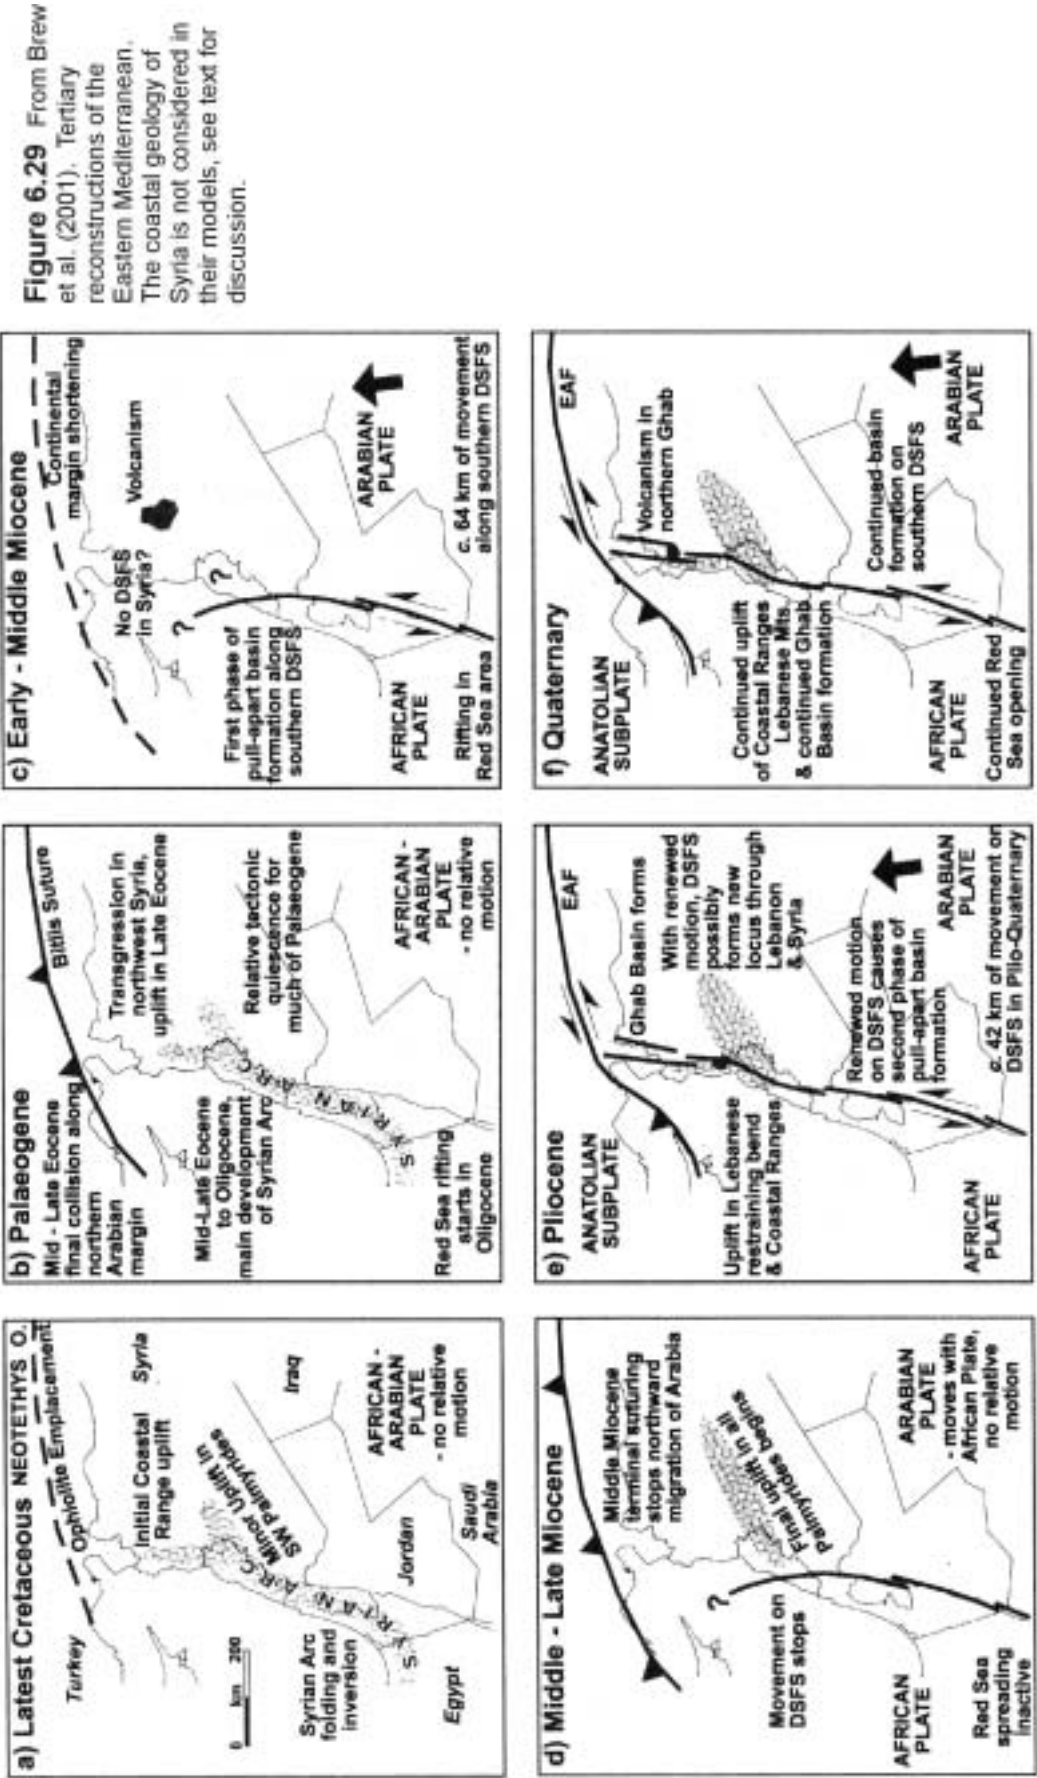 a) Latest Cretaceous NEOTETHYS O.
Turkey
Ophiolite Emplacement
Initial Coastal
Range uplift
Syria
Minor Uplift in
SW Palmyrides
Iraq
0 km 200
Syrian Arc
folding and
inversion
S-Y-R-I-A-N A-R-C
Jordan
Egypt
Saudi
Arabia
AFRICAN -
ARABIAN
PLATE
- no relative
motion
b) Palaeogene
Mid - Late Eocene
final collision along
northern
Arabian
margin
Bitlis Suture
Transgression in
northwest Syria,
uplift in Late Eocene
Mid-Late Eocene
to Oligocene,
main development
of Syrian Arc
S-Y-R-I-A-N A-R-C
Relative tectonic
quiescence for
much of Palaeogene
Red Sea rifting
starts in
Oligocene
AFRICAN -
ARABIAN
PLATE
- no relative
motion
c) Early - Middle Miocene
Continental
margin shortening
No DSFS
in Syria?
Volcanism
?
?
First phase of
pull-apart basin
formation along
southern DSFS
AFRICAN
PLATE
ARABIAN
PLATE
Rifting in
Red Sea area
c. 64 km of movement
along southern DSFS
d) Middle - Late Miocene
Middle Miocene
terminal suturing
stops northward
migration of Arabia
?
Final uplift in all
Palmyrides begins
Movement on
DSFS stops
AFRICAN
PLATE
Red Sea
spreading
inactive
ARABIAN
PLATE
- moves with
African Plate,
no relative
motion
e) Pliocene
EAF
ANATOLIAN
SUBPLATE
Ghab Basin forms
With renewed
motion, DSFS
possibly
forms new
locus through
Lebanon
& Syria
Uplift in Lebanese
restraining bend
& Coastal Ranges
Renewed motion
on DSFS causes
second phase of
pull-apart basin
formation
AFRICAN
PLATE
ARABIAN
PLATE
c. 42 km of movement on
DSFS in Plio-Quaternary
f) Quaternary
EAF
ANATOLIAN
SUBPLATE
Volcanism in
northern Ghab
Continued uplift
of Coastal Ranges
Lebanese Mts.
& continued Ghab
Basin formation
Continued basin
formation on
southern DSFS
AFRICAN
PLATE
ARABIAN
PLATE
Continued Red
Sea opening
Figure 6.29 From Brew
et al. (2001). Tertiary
reconstructions of the
Eastern Mediterranean.
The coastal geology of
Syria is not considered in
their models, see text for
discussion.